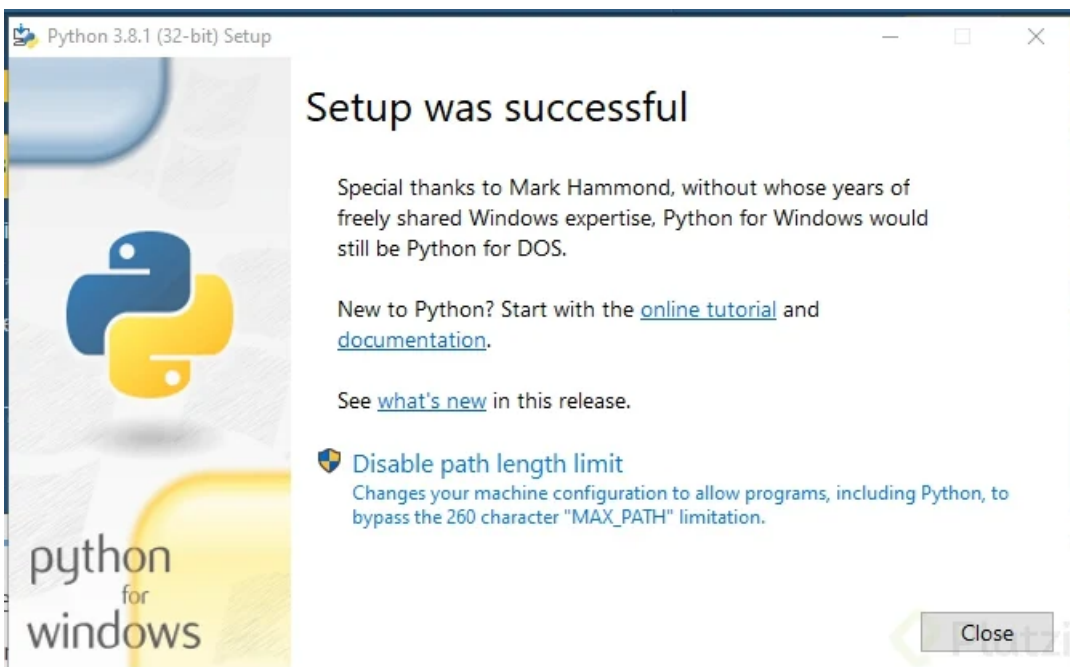 Python 3.8.1 (32-bit) Setup
Setup was successful
Special thanks to Mark Hammond, without whose years of
freely shared Windows expertise, Python for Windows would
still be Python for DOS.
New to Python? Start with the online tutorial and
documentation.
See what's new in this release.
Disable path length limit
Changes your machine configuration to allow programs, including Python, to
bypass the 260 character "MAX_PATH" limitation.
python
for
windows
Close
Platzi